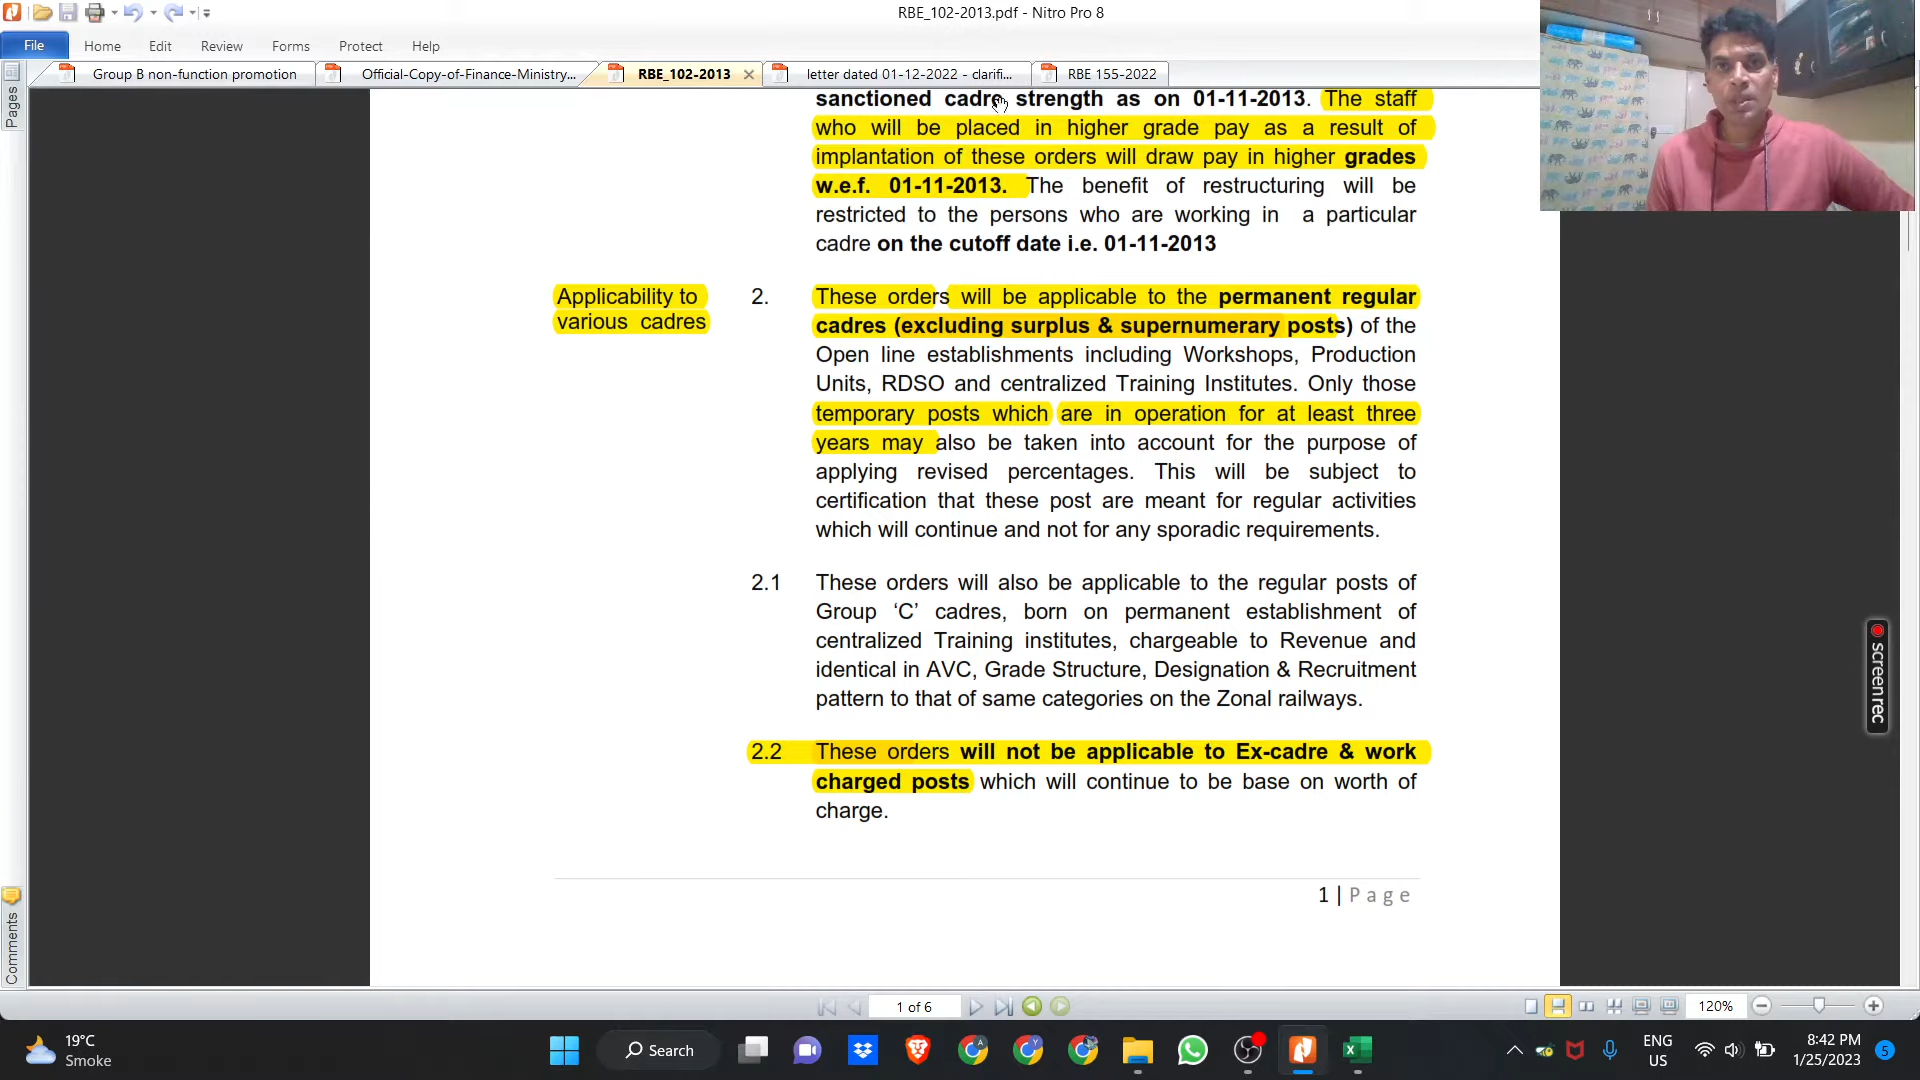 RBE_102-2013.pdf - Nitro Pro 8
File Home Edit Review Forms Protect Help
Group B non-function promotion Official-Copy-of-Finance-Ministry... RBE_102-2013 letter dated 01-12-2022 - clarifi... RBE 155-2022
Pages
sanctioned cadre strength as on 01-11-2013. The staff
who will be placed in higher grade pay as a result of
implantation of these orders will draw pay in higher grades
w.e.f. 01-11-2013. The benefit of restructuring will be
restricted to the persons who are working in a particular
cadre on the cutoff date i.e. 01-11-2013
Applicability to
various cadres
2. These orders will be applicable to the permanent regular
cadres (excluding surplus & supernumerary posts) of the
Open line establishments including Workshops, Production
Units, RDSO and centralized Training Institutes. Only those
temporary posts which are in operation for at least three
years may also be taken into account for the purpose of
applying revised percentages. This will be subject to
certification that these post are meant for regular activities
which will continue and not for any sporadic requirements.
2.1 These orders will also be applicable to the regular posts of
Group ‘C’ cadres, born on permanent establishment of
centralized Training institutes, chargeable to Revenue and
identical in AVC, Grade Structure, Designation & Recruitment
pattern to that of same categories on the Zonal railways.
2.2 These orders will not be applicable to Ex-cadre & work
charged posts which will continue to be base on worth of
charge.
1 | Page
screenrec
Comments
1 of 6
120%
19°C
Smoke
Search
ENG
US
8:42 PM
1/25/2023
5